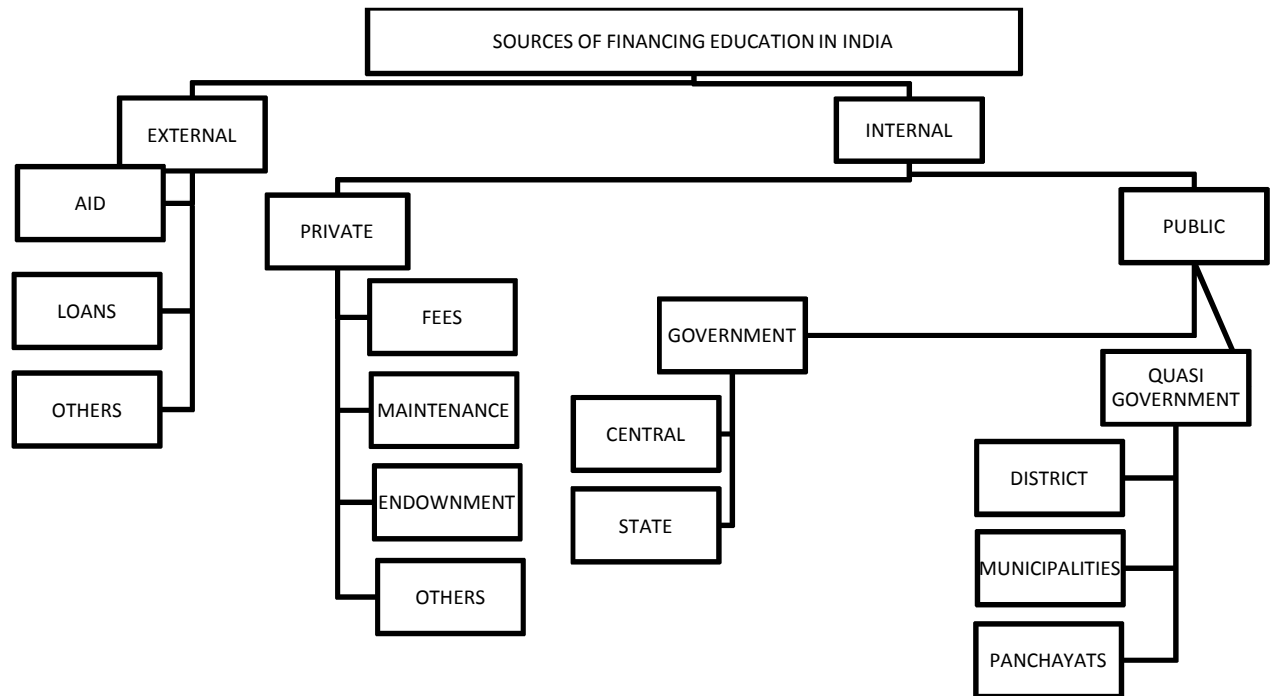 SOURCES OF FINANCING EDUCATION IN INDIA
EXTERNAL
AID
LOANS
OTHERS
INTERNAL
PRIVATE
FEES
MAINTENANCE
ENDOWNMENT
OTHERS
PUBLIC
GOVERNMENT
CENTRAL
STATE
QUASI
GOVERNMENT
DISTRICT
MUNICIPALITIES
PANCHAYATS